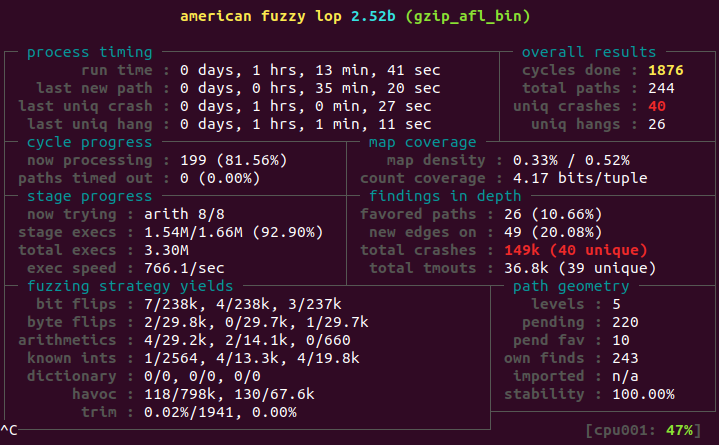 american fuzzy lop 2.52b (gzip_afl_bin)
process timing overall results
run time : 0 days, 1 hrs, 13 min, 41 sec cycles done : 1876
last new path : 0 days, 0 hrs, 35 min, 20 sec total paths : 244
last uniq crash : 0 days, 1 hrs, 0 min, 27 sec uniq crashes : 40
last uniq hang : 0 days, 1 hrs, 1 min, 11 sec uniq hangs : 26
cycle progress map coverage
now processing : 199 (81.56%) map density : 0.33% / 0.52%
paths timed out : 0 (0.00%) count coverage : 4.17 bits/tuple
stage progress findings in depth
now trying : arith 8/8 favored paths : 26 (10.66%)
stage execs : 1.54M/1.66M (92.90%) new edges on : 49 (20.08%)
total execs : 3.30M total crashes : 149k (40 unique)
exec speed : 766.1/sec total tmouts : 36.8k (39 unique)
fuzzing strategy yields path geometry
bit flips : 7/238k, 4/238k, 3/237k levels : 5
byte flips : 2/29.8k, 0/29.7k, 1/29.7k pending : 220
arithmetics : 4/29.2k, 2/14.1k, 0/660 pend fav : 10
known ints : 1/2564, 4/13.3k, 4/19.8k own finds : 243
dictionary : 0/0, 0/0, 0/0 imported : n/a
havoc : 118/798k, 130/67.6k stability : 100.00%
trim : 0.02%/1941, 0.00%
^C [cpu001: 47%]